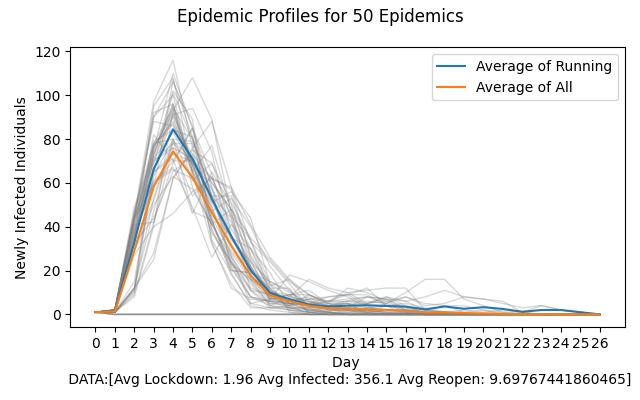 Epidemic Profiles for 50 Epidemics
120
100
80
60
40
20
0
Newly Infected Individuals
Average of Running
Average of All
0 1 2 3 4 5 6 7 8 9 10 11 12 13 14 15 16 17 18 19 20 21 22 23 24 25 26
Day
DATA:[Avg Lockdown: 1.96 Avg Infected: 356.1 Avg Reopen: 9.69767441860465]